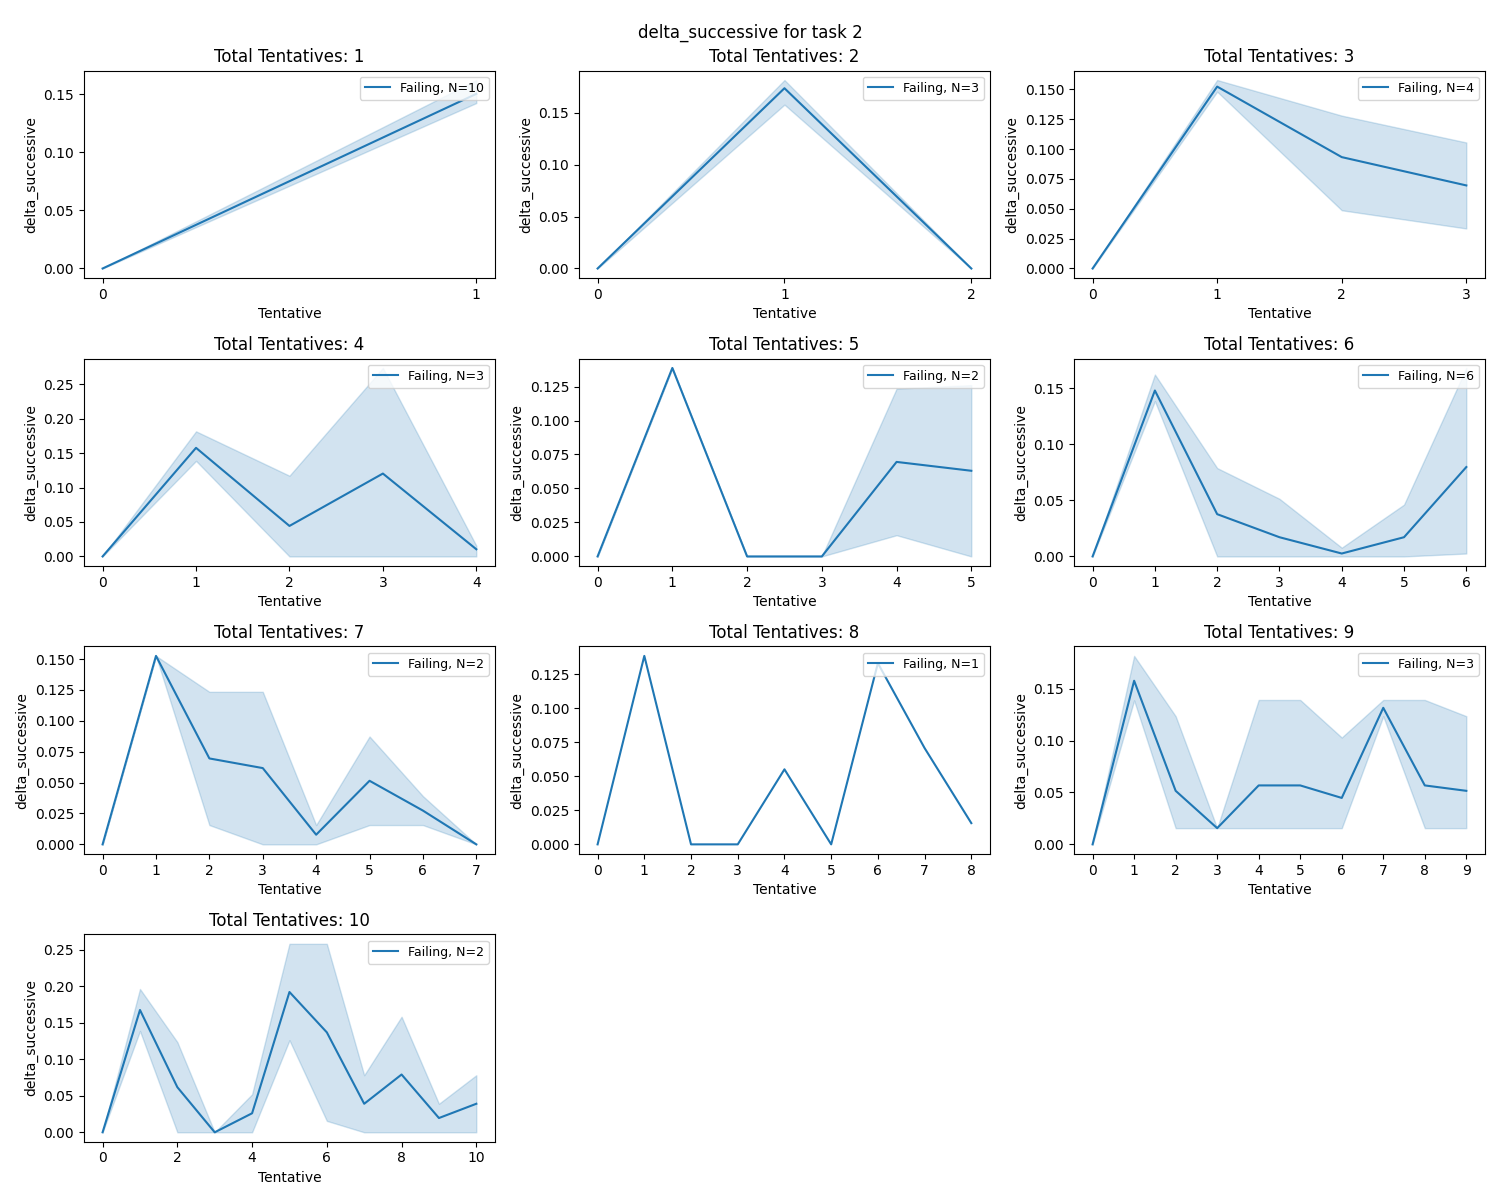 delta_successive for task 2
Total Tentatives: 1
Failing, N=10
delta_successive
0.15
0.10
0.05
0.00
0 1
Tentative
Total Tentatives: 2
Failing, N=3
delta_successive
0.15
0.10
0.05
0.00
0 1 2
Tentative
Total Tentatives: 3
Failing, N=4
delta_successive
0.150
0.125
0.100
0.075
0.050
0.025
0.000
0 1 2 3
Tentative
Total Tentatives: 4
Failing, N=3
delta_successive
0.25
0.20
0.15
0.10
0.05
0.00
0 1 2 3 4
Tentative
Total Tentatives: 5
Failing, N=2
delta_successive
0.125
0.100
0.075
0.050
0.025
0.000
0 1 2 3 4 5
Tentative
Total Tentatives: 6
Failing, N=6
delta_successive
0.15
0.10
0.05
0.00
0 1 2 3 4 5 6
Tentative
Total Tentatives: 7
Failing, N=2
delta_successive
0.150
0.125
0.100
0.075
0.050
0.025
0.000
0 1 2 3 4 5 6 7
Tentative
Total Tentatives: 8
Failing, N=1
delta_successive
0.125
0.100
0.075
0.050
0.025
0.000
0 1 2 3 4 5 6 7 8
Tentative
Total Tentatives: 9
Failing, N=3
delta_successive
0.15
0.10
0.05
0.00
0 1 2 3 4 5 6 7 8 9
Tentative
Total Tentatives: 10
Failing, N=2
delta_successive
0.25
0.20
0.15
0.10
0.05
0.00
0 2 4 6 8 10
Tentative